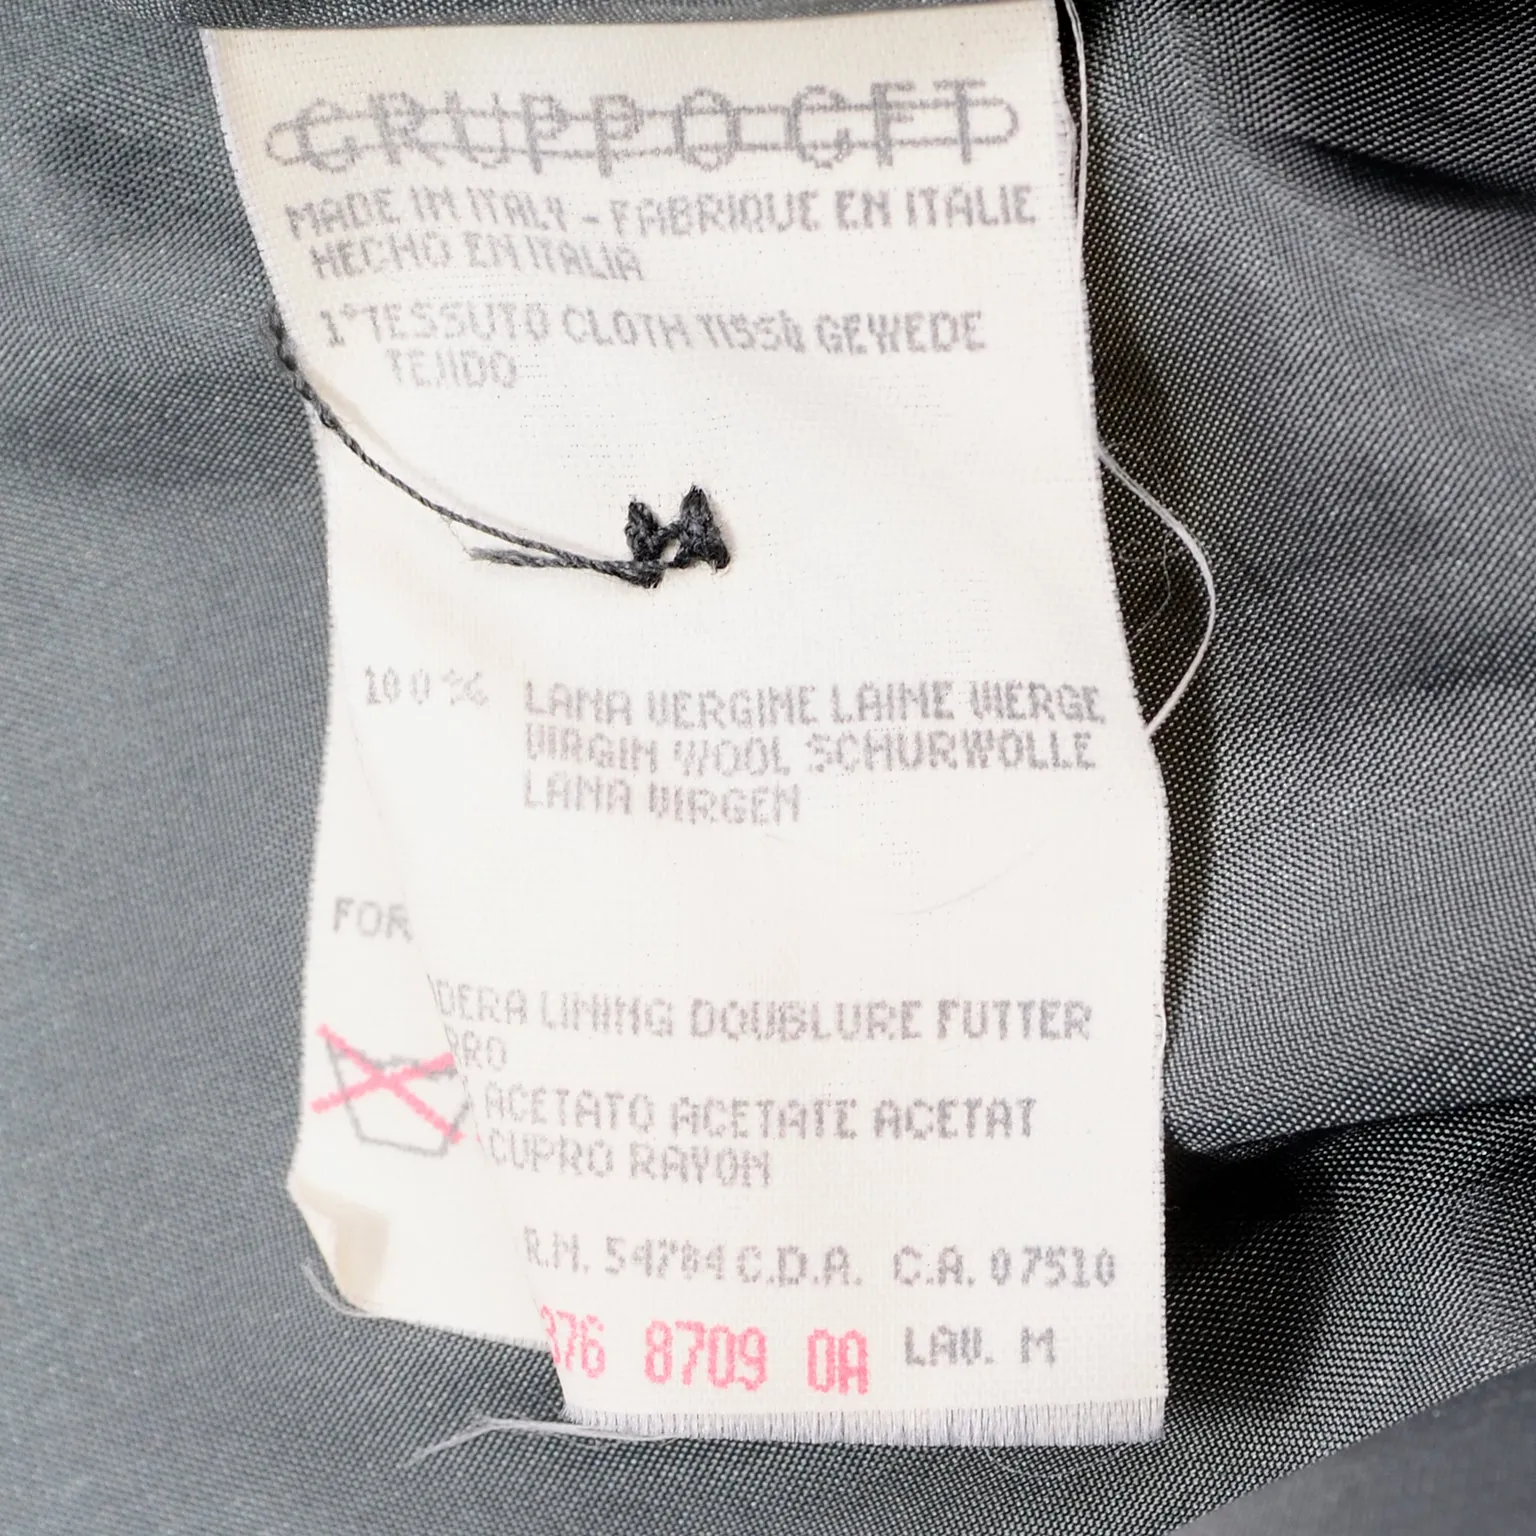 GRUPPO GFT
MADE IN ITALY - FABRIQUE EN ITALIE
HECHO EN ITALIA
1° TESSUTO CLOTH TISSU GEWEDE
TEJIDO
100% LANA VERGINE LAINE VIERGE
VIRGIN WOOL SCHURWOLLE
LANA VIRGEN
FOR
DERA LINING DOUBLURE FUTTER
RRO
ACETATO ACETATE ACETAT
CUPRO RAYON
R.N. 54784 C.D.A. C.A. 07510
376 8709 0A LAV. M